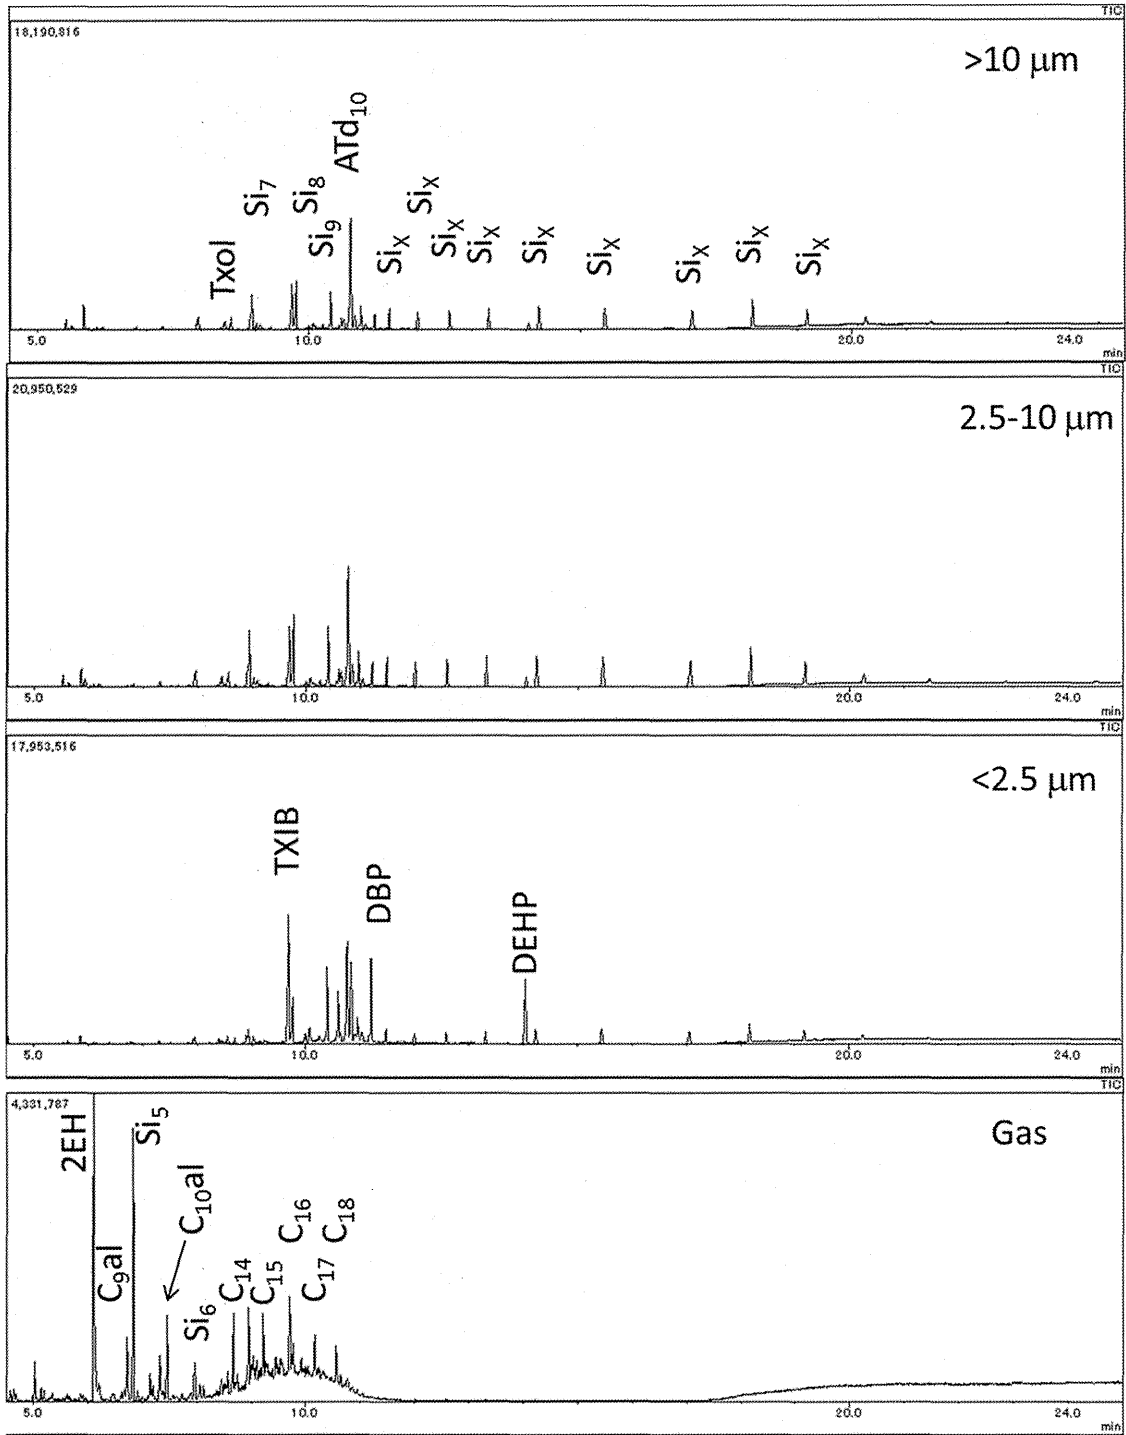 TIC
18,190,816
>10 μm
Txol
Si7
Si8
Si9
ATd10
SiX
SiX
SiX
SiX
SiX
SiX
SiX
SiX
SiX
5.0 10.0 20.0 24.0
min
TIC
20,950,529
2.5-10 μm
5.0 10.0 20.0 24.0
min
TIC
17,953,516
<2.5 μm
TXIB
DBP
DEHP
5.0 10.0 20.0 24.0
min
TIC
4,331,787
Gas
2EH
C9al
Si5
C10al
Si6
C14
C15
C16
C17
C18
5.0 10.0 20.0 24.0
min